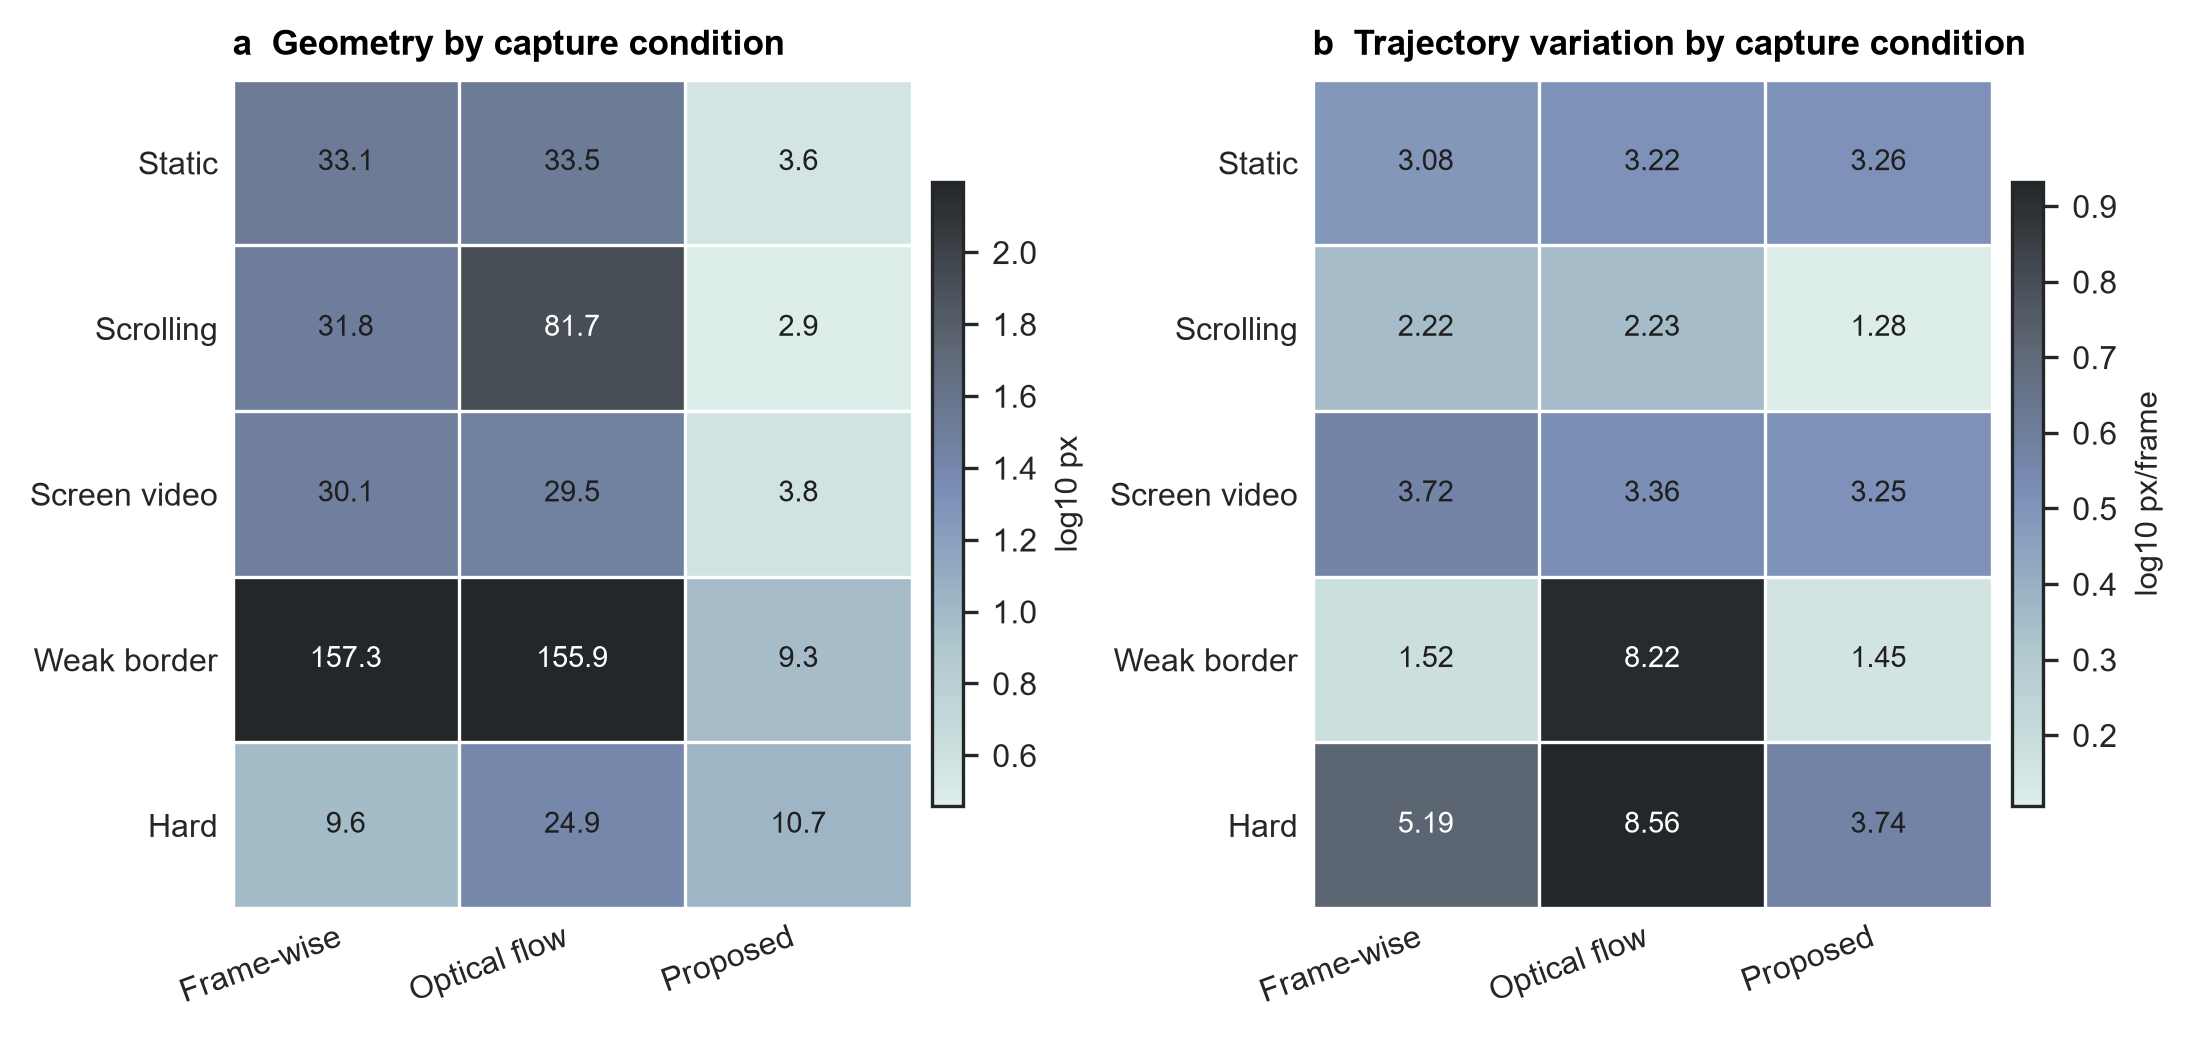 a Geometry by capture condition
Static 33.1 33.5 3.6
Scrolling 31.8 81.7 2.9
Screen video 30.1 29.5 3.8
Weak border 157.3 155.9 9.3
Hard 9.6 24.9 10.7
Frame-wise Optical flow Proposed
2.0
1.8
1.6
1.4
1.2
1.0
0.8
0.6
log10 px
b Trajectory variation by capture condition
Static 3.08 3.22 3.26
Scrolling 2.22 2.23 1.28
Screen video 3.72 3.36 3.25
Weak border 1.52 8.22 1.45
Hard 5.19 8.56 3.74
Frame-wise Optical flow Proposed
0.9
0.8
0.7
0.6
0.5
0.4
0.3
0.2
log10 px/frame